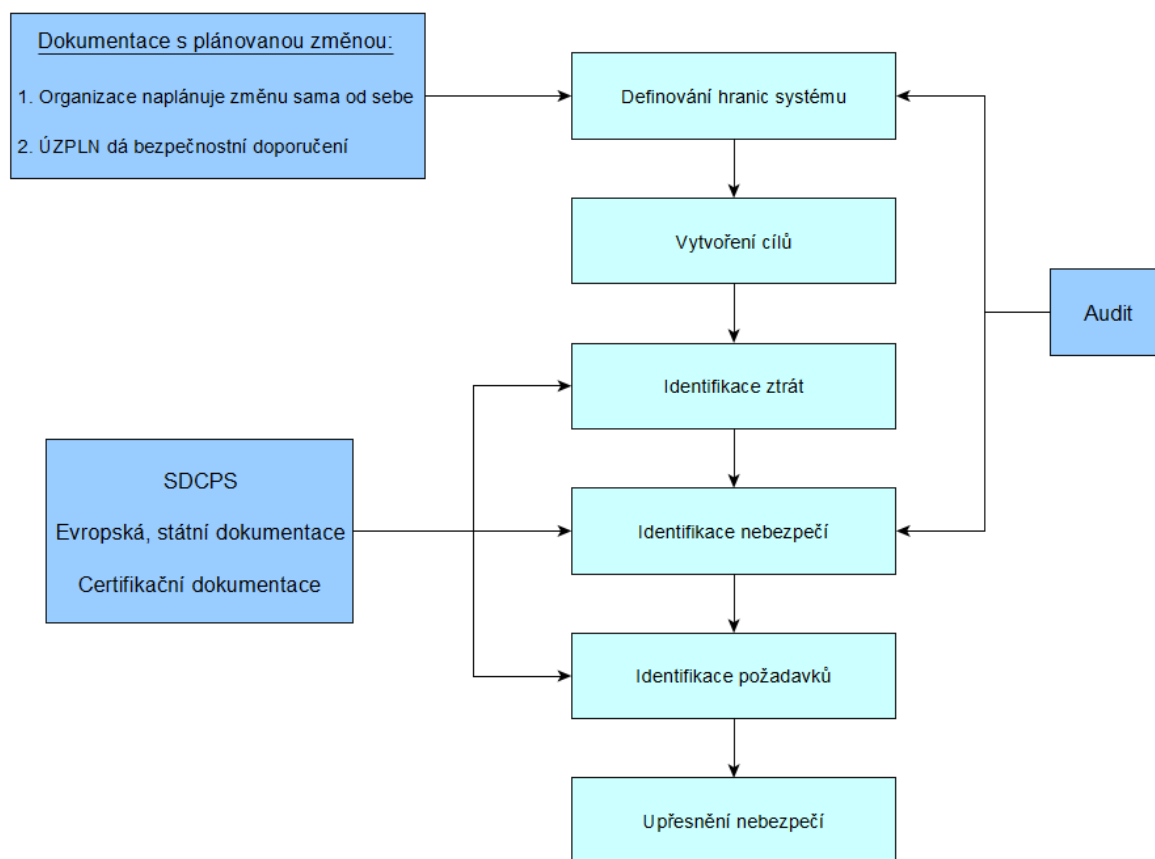 Dokumentace s plánovanou změnou:
1. Organizace naplánuje změnu sama od sebe
2. ÚZPLN dá bezpečnostní doporučení
Definování hranic systému
Vytvoření cílů
Audit
Identifikace ztrát
SDCPS
Evropská, státní dokumentace
Certifikační dokumentace
Identifikace nebezpečí
Identifikace požadavků
Upřesnění nebezpečí